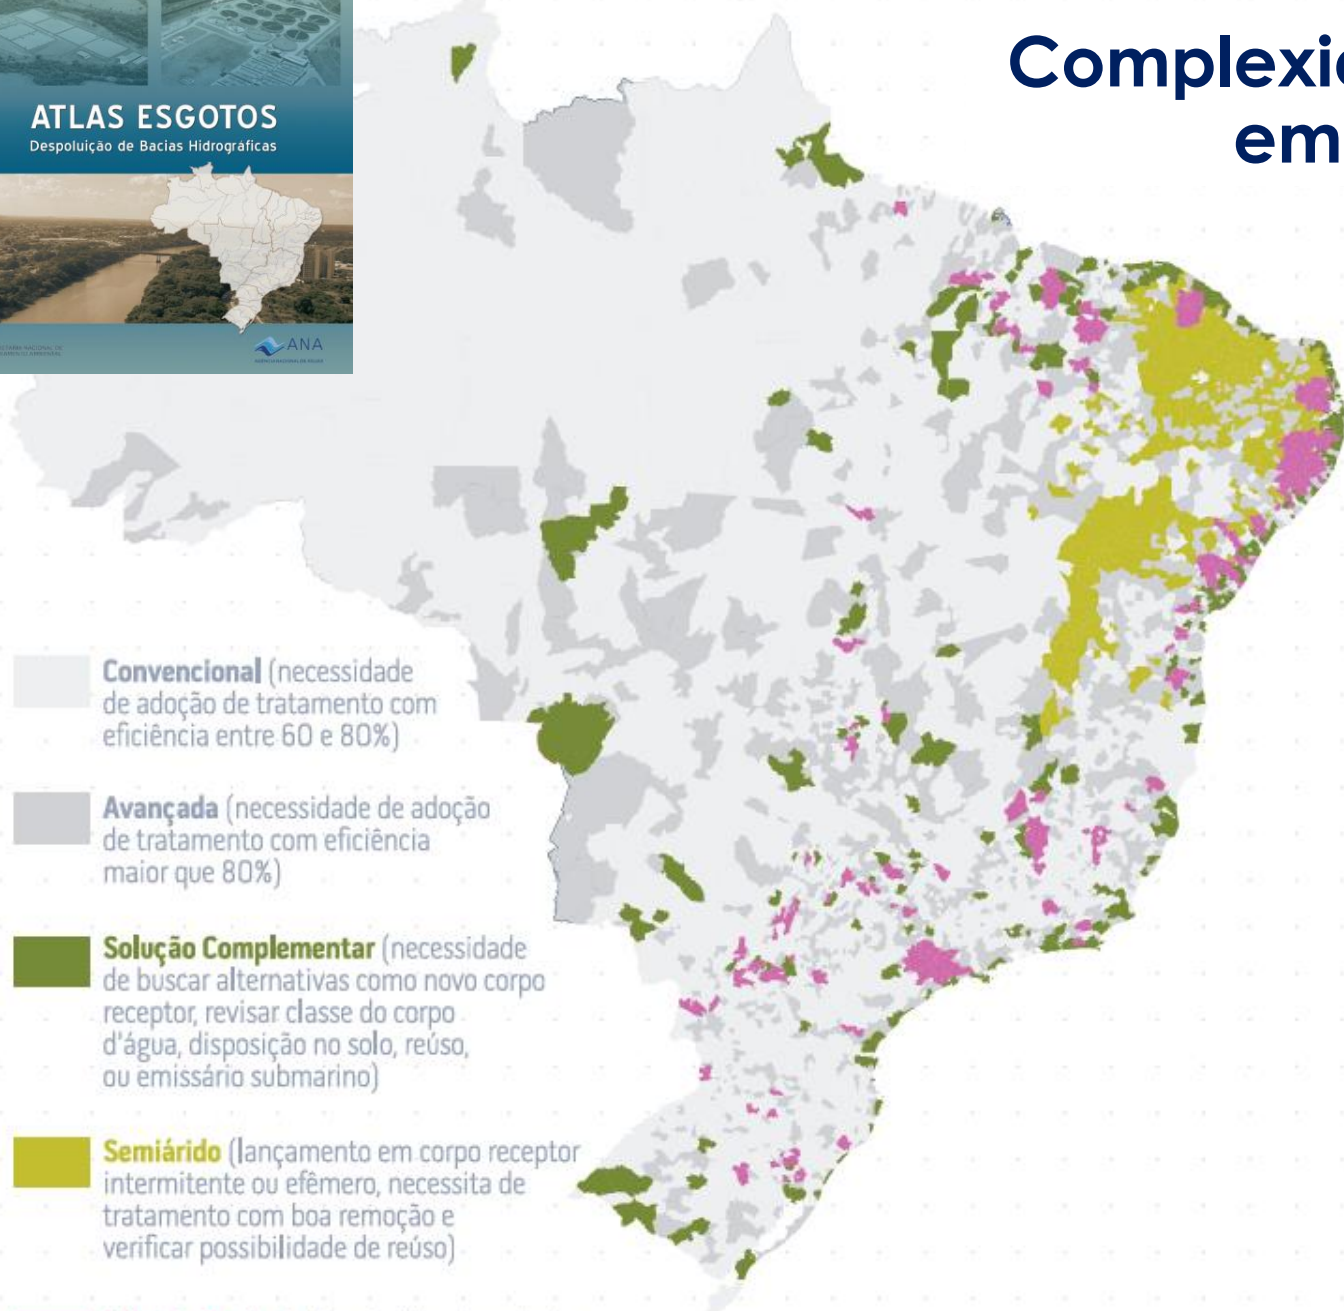 Complexi
em
ATLAS ESGOTOS
Despoluição de Bacias Hidrográficas
ANA
Convencional (necessidade
de adoção de tratamento com
eficiência entre 60 e 80%)
Avançada (necessidade de adoção
de tratamento com eficiência
maior que 80%)
Solução Complementar (necessidade
de buscar alternativas como novo corpo
receptor, revisar classe do corpo
d'água, disposição no solo, reúso,
ou emissário submarino)
Semiárido (lançamento em corpo receptor
intermitente ou efêmero, necessita de
tratamento com boa remoção e
verificar possibilidade de reúso)